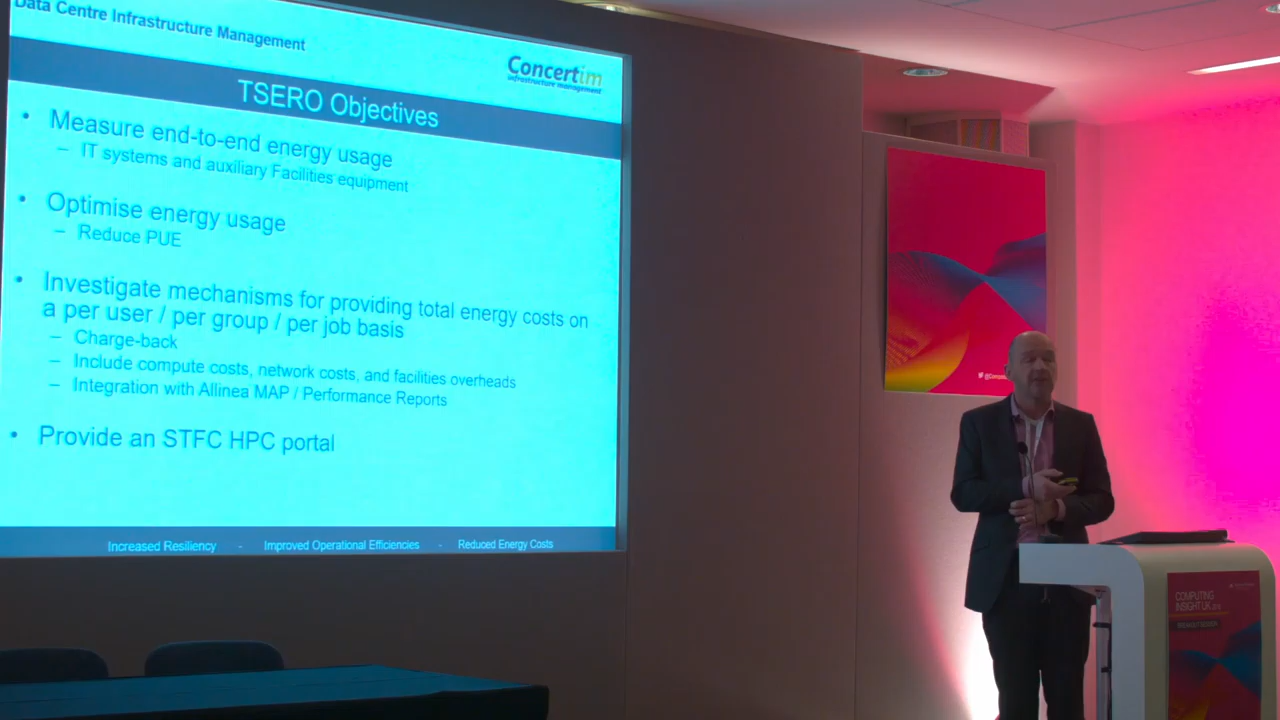 Data Centre Infrastructure Management
Concertim
infrastructure management
TSERO Objectives
• Measure end-to-end energy usage
– IT systems and auxiliary Facilities equipment
• Optimise energy usage
– Reduce PUE
• Investigate mechanisms for providing total energy costs on
a per user / per group / per job basis
– Charge-back
– Include compute costs, network costs, and facilities overheads
– Integration with Allinea MAP / Performance Reports
• Provide an STFC HPC portal
Increased Resiliency - Improved Operational Efficiencies - Reduced Energy Costs
COMPUTING
INSIGHT UK